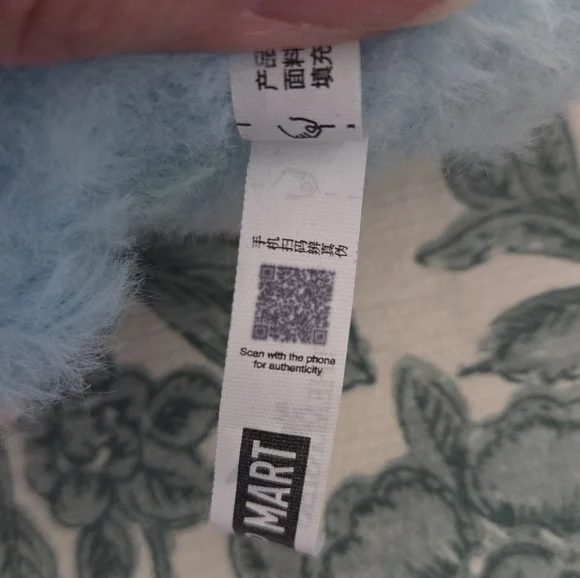 产品
面料
填充
手机扫码辨真伪
Scan with the phone
for authenticity
MART